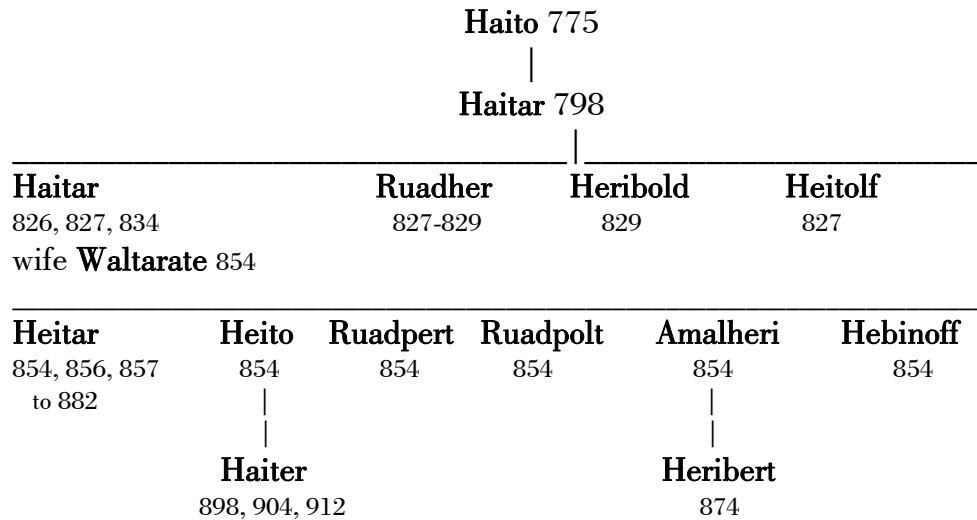 Haito 775
Haitar 798
Haitar Ruadher Heribold Heitolf
826, 827, 834 827-829 829 827
wife Waltarate 854
Heitar Heito Ruadpert Ruadpolt Amalheri Hebinoff
854, 856, 857 854 854 854 854 854
to 882
Haiter Heribert
898, 904, 912 874